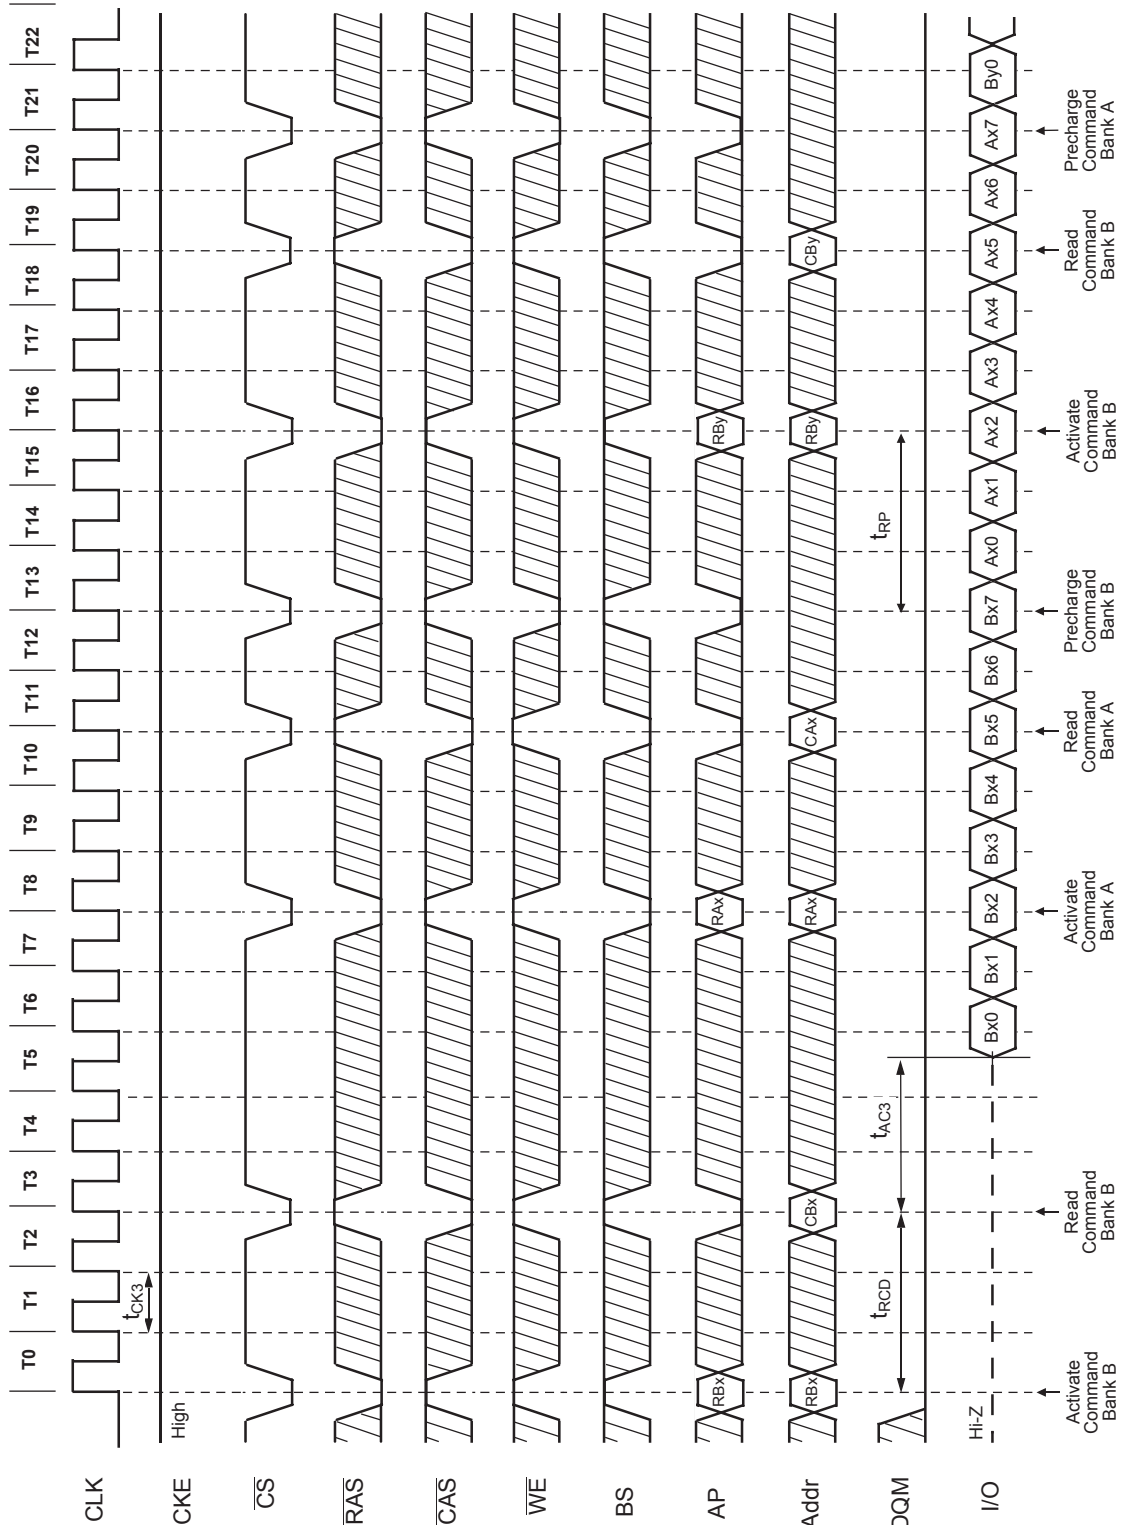 T0 T1 T2 T3 T4 T5 T6 T7 T8 T9 T10 T11 T12 T13 T14 T15 T16 T17 T18 T19 T20 T21 T22
CLK
tCK3
CKE
High
CS
RAS
CAS
WE
BS
AP
RBx RAx RBy
Addr
RBx CBx RAx CAx RBy CBy
DQM
tRCD tAC3 tRP
I/O
Hi-Z
Bx0 Bx1 Bx2 Bx3 Bx4 Bx5 Bx6 Bx7 Ax0 Ax1 Ax2 Ax3 Ax4 Ax5 Ax6 Ax7 By0
Activate
Command
Bank B
Read
Command
Bank B
Activate
Command
Bank A
Read
Command
Bank A
Precharge
Command
Bank B
Activate
Command
Bank B
Read
Command
Bank B
Precharge
Command
Bank A